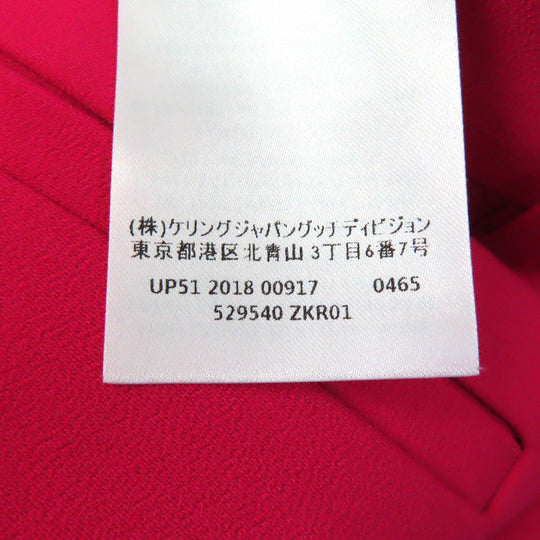 (株)ケリングジャパングッチディビジョン
東京都港区北青山3丁目6番7号
UP51 2018 00917 0465
529540 ZKR01